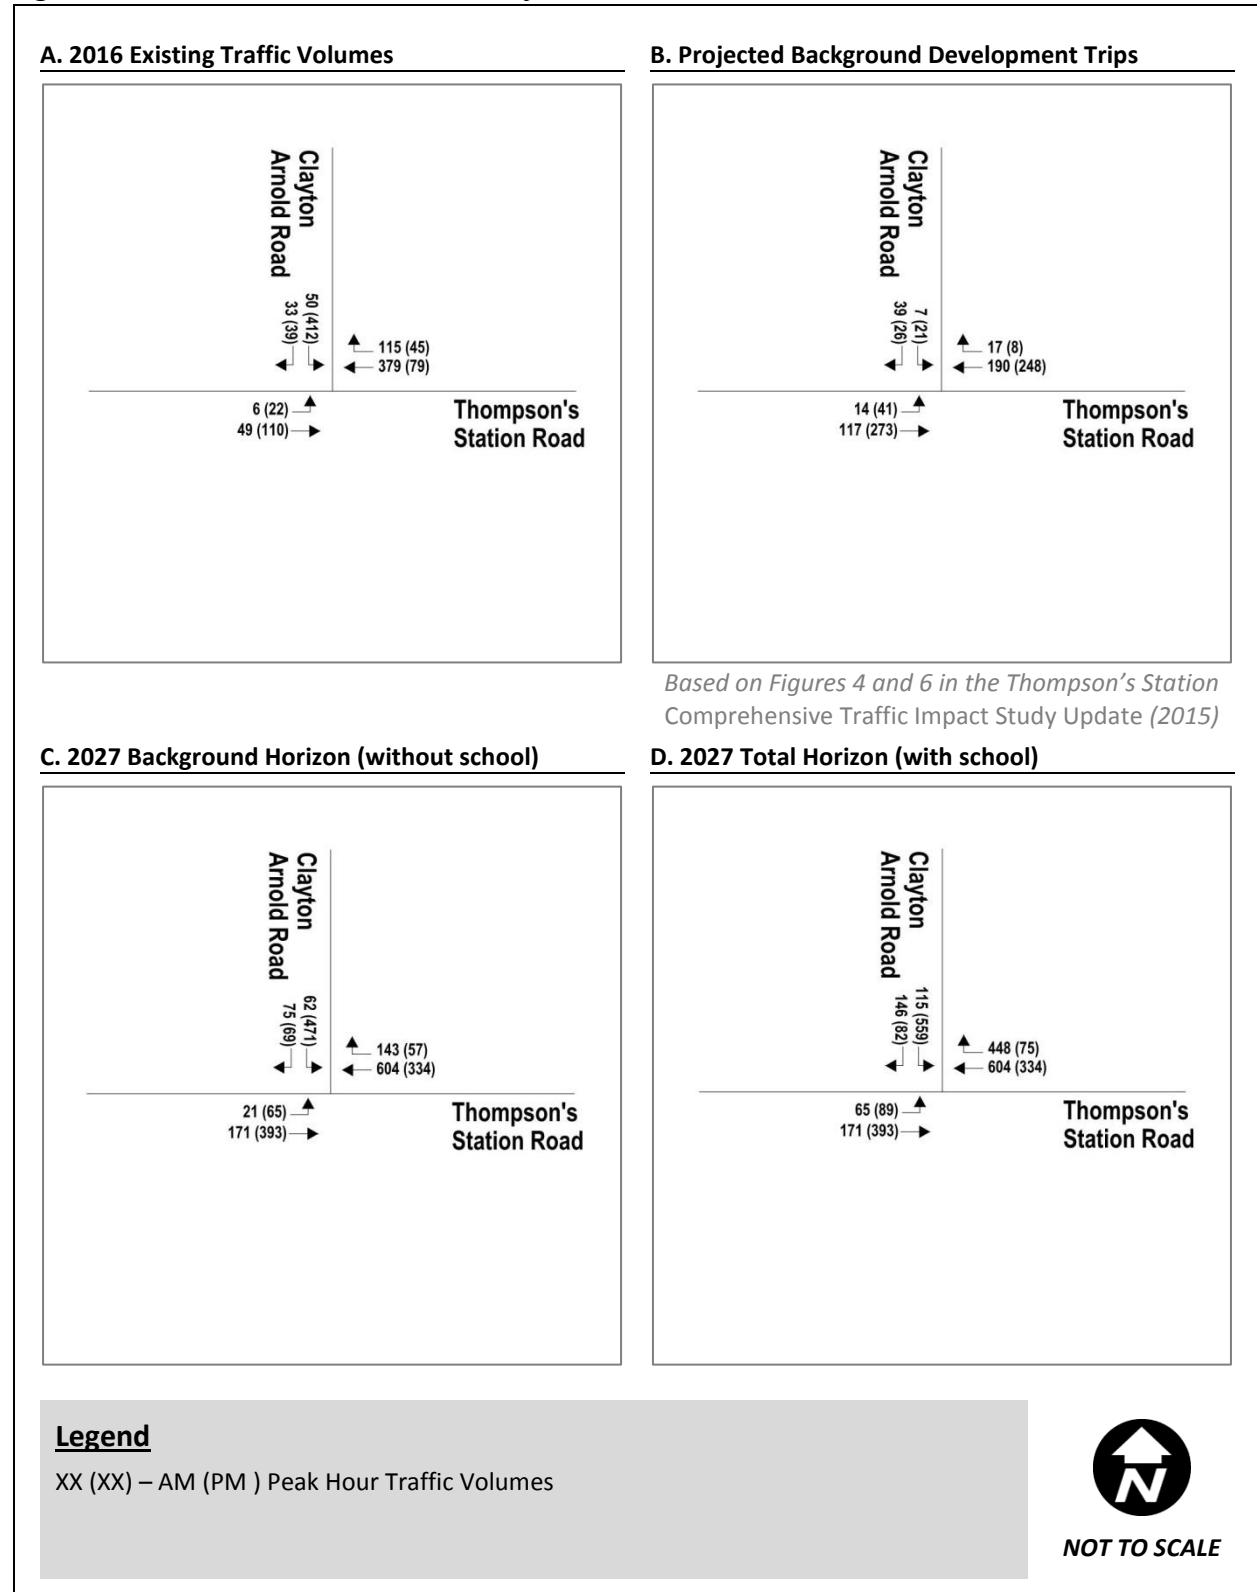 A. 2016 Existing Traffic Volumes
Clayton
Arnold Road
50 (412)
33 (39)
115 (45)
379 (79)
6 (22)
49 (110)
Thompson's
Station Road
B. Projected Background Development Trips
Clayton
Arnold Road
7 (21)
39 (26)
17 (8)
190 (248)
14 (41)
117 (273)
Thompson's
Station Road
Based on Figures 4 and 6 in the Thompson’s Station
Comprehensive Traffic Impact Study Update (2015)
C. 2027 Background Horizon (without school)
Clayton
Arnold Road
62 (471)
75 (69)
143 (57)
604 (334)
21 (65)
171 (393)
Thompson's
Station Road
D. 2027 Total Horizon (with school)
Clayton
Arnold Road
115 (559)
146 (82)
448 (75)
604 (334)
65 (89)
171 (393)
Thompson's
Station Road
Legend
XX (XX) – AM (PM ) Peak Hour Traffic Volumes
N
NOT TO SCALE